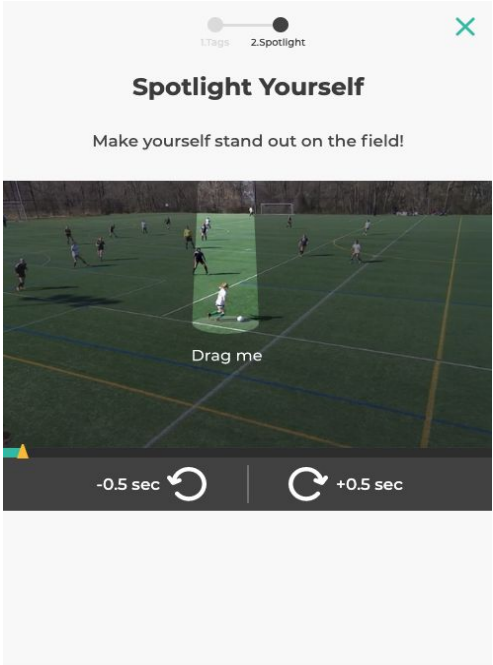 1.Tags
2.Spotlight
Spotlight Yourself
Make yourself stand out on the field!
Drag me
-0.5 sec
+0.5 sec